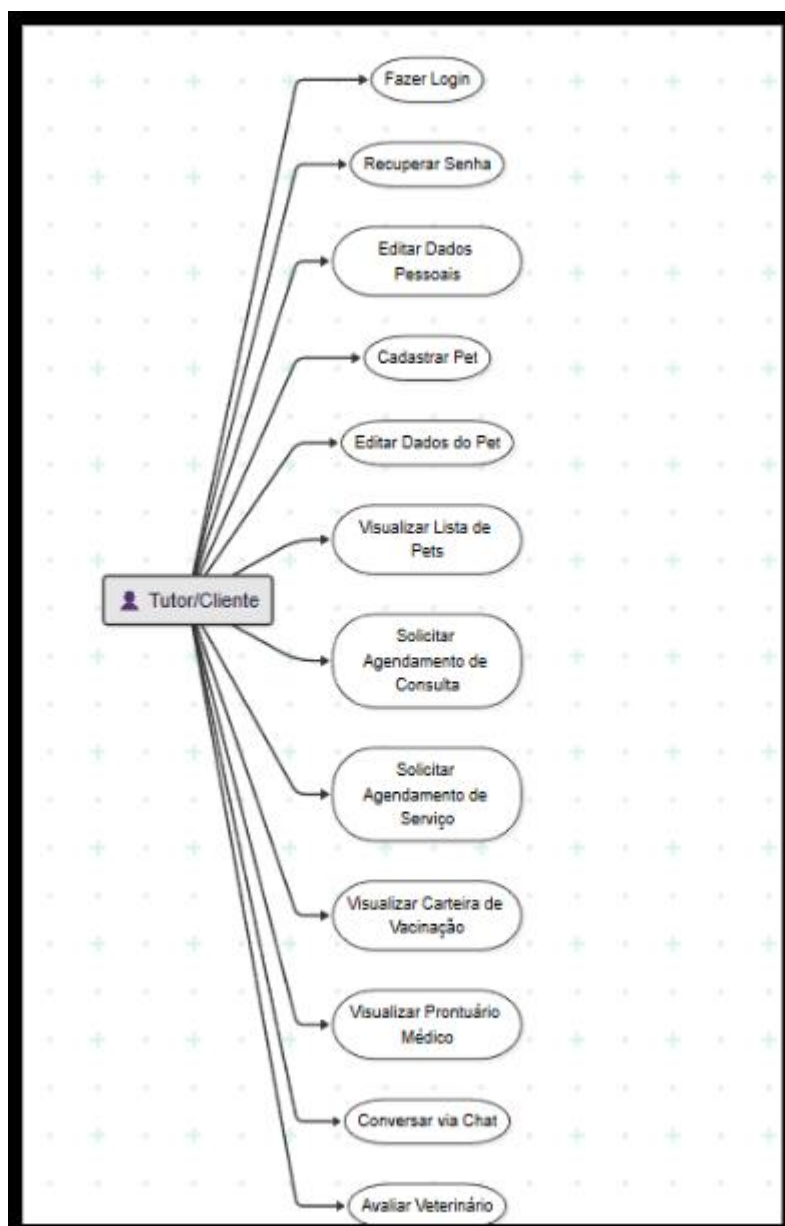 Fazer Login
Recuperar Senha
Editar Dados
Pessoais
Cadastrar Pet
Editar Dados do Pet
Visualizar Lista de
Pets
Tutor/Cliente
Solicitar
Agendamento de
Consulta
Solicitar
Agendamento de
Serviço
Visualizar Carteira de
Vacinação
Visualizar Prontuário
Médico
Conversar via Chat
Avaliar Veterinário